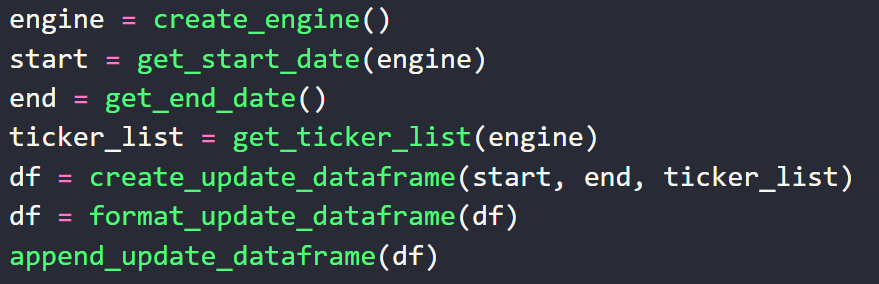 engine = create_engine()
start = get_start_date(engine)
end = get_end_date()
ticker_list = get_ticker_list(engine)
df = create_update_dataframe(start, end, ticker_list)
df = format_update_dataframe(df)
append_update_dataframe(df)